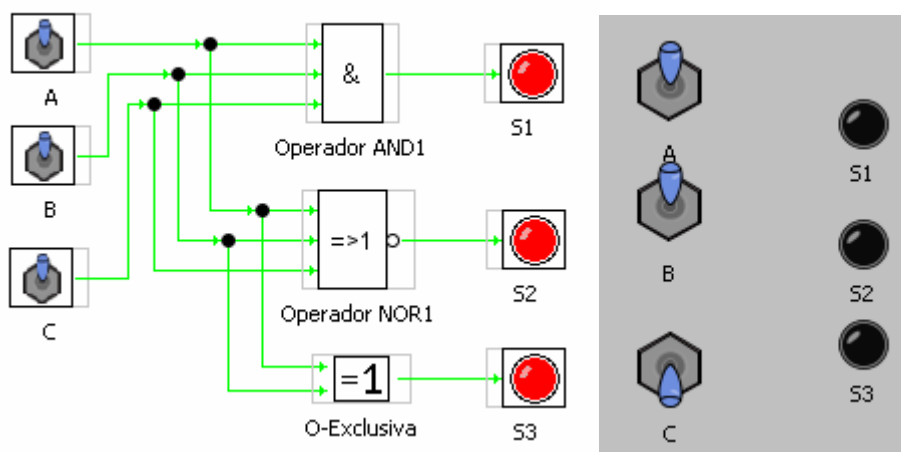 A
&
Operador AND1
S1
B
=>1
Operador NOR1
S2
C
=1
O-Exclusiva
S3
A
S1
B
S2
S3
C